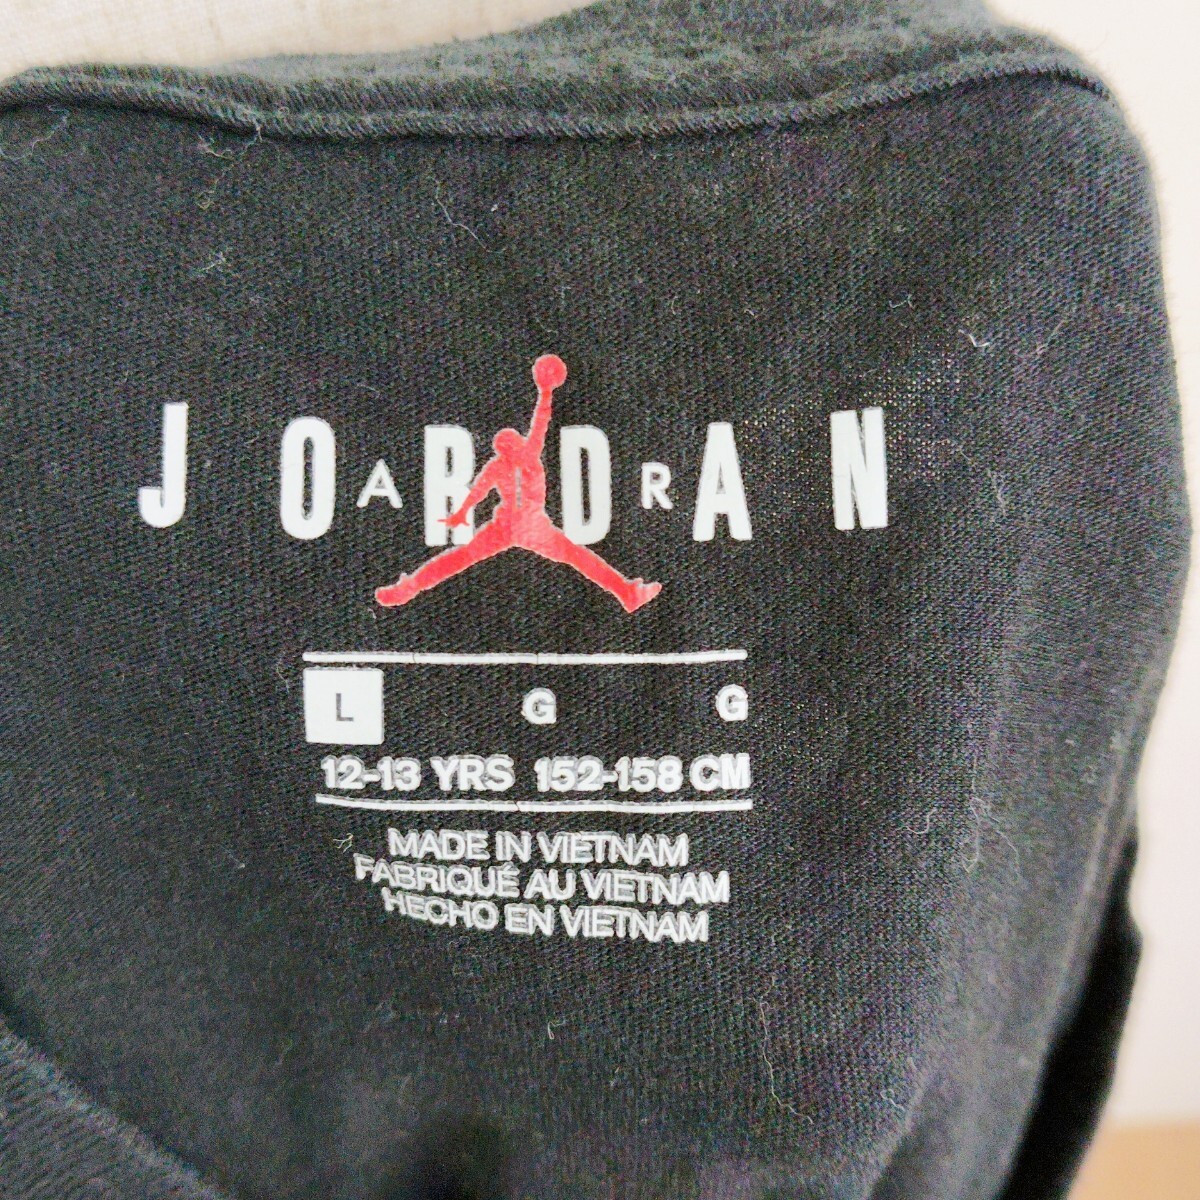 JORDAN
AIR
L G G
12-13 YRS 152-158 CM
MADE IN VIETNAM
FABRIQUÉ AU VIETNAM
HECHO EN VIETNAM